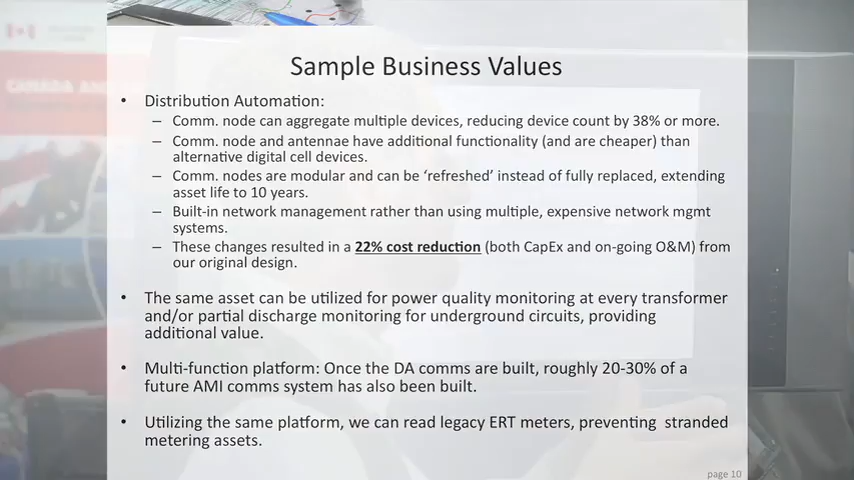 Sample Business Values
• Distribution Automation:
– Comm. node can aggregate multiple devices, reducing device count by 38% or more.
– Comm. node and antennae have additional functionality (and are cheaper) than
alternative digital cell devices.
– Comm. nodes are modular and can be ‘refreshed’ instead of fully replaced, extending
asset life to 10 years.
– Built-in network management rather than using multiple, expensive network mgmt
systems.
– These changes resulted in a 22% cost reduction (both CapEx and on-going O&M) from
our original design.
• The same asset can be utilized for power quality monitoring at every transformer
and/or partial discharge monitoring for underground circuits, providing
additional value.
• Multi-function platform: Once the DA comms are built, roughly 20-30% of a
future AMI comms system has also been built.
• Utilizing the same platform, we can read legacy ERT meters, preventing  stranded
metering assets.
page 10